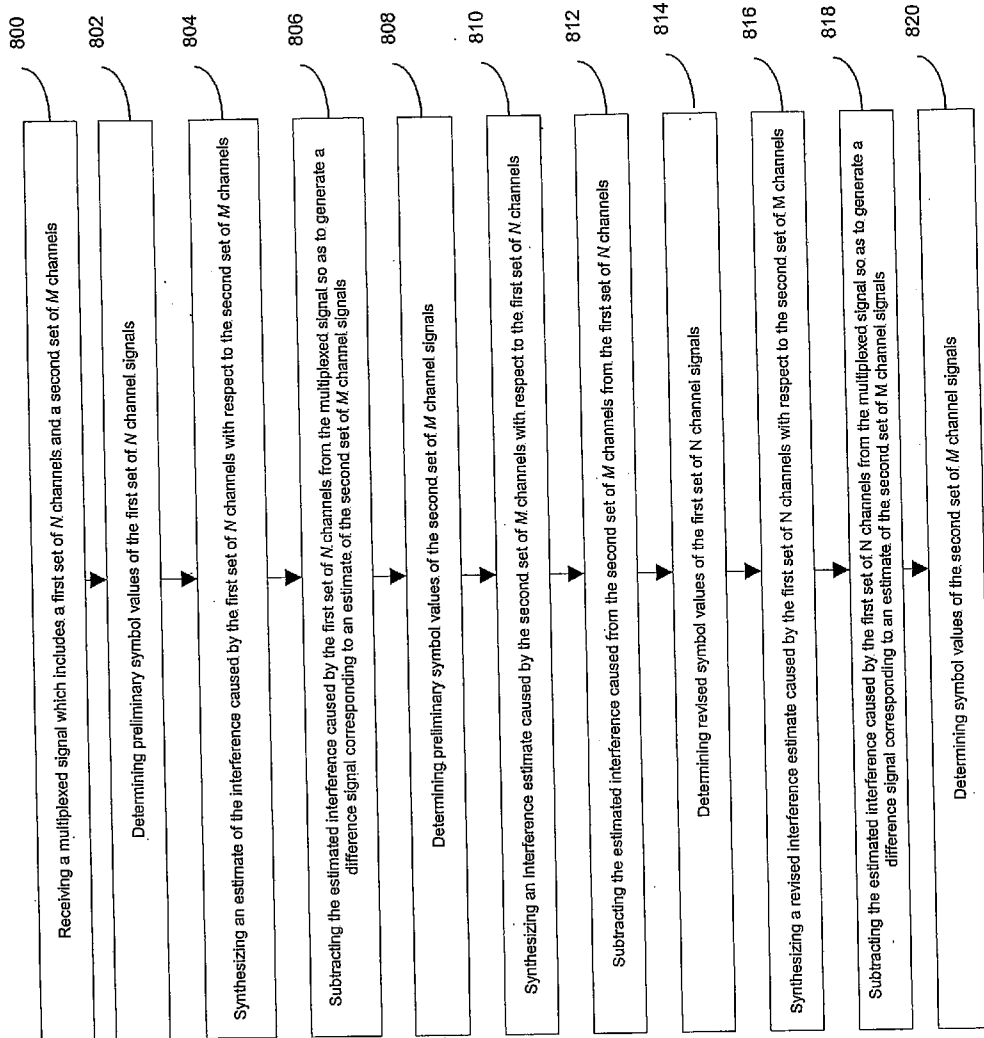 800
Receiving a multiplexed signal which includes a first set of N channels and a second set of M channels
802
Determining preliminary symbol values of the first set of N channel signals
804
Synthesizing an estimate of the interference caused by the first set of N channels with respect to the second set of M channels
806
Subtracting the estimated interference caused by the first set of N channels from the multiplexed signal so as to generate a
difference signal corresponding to an estimate of the second set of M channel signals
808
Determining preliminary symbol values of the second set of M channel signals
810
Synthesizing an interference estimate caused by the second set of M channels with respect to the first set of N channels
812
Subtracting the estimated interference caused from the second set of M channels from the first set of N channels
814
Determining revised symbol values of the first set of N channel signals
816
Synthesizing a revised interference estimate caused by the first set of N channels with respect to the second set of M channels
818
Subtracting the estimated interference caused by the first set of N channels from the multiplexed signal so as to generate a
difference signal corresponding to an estimate of the second set of M channel signals
820
Determining symbol values of the second set of M channel signals